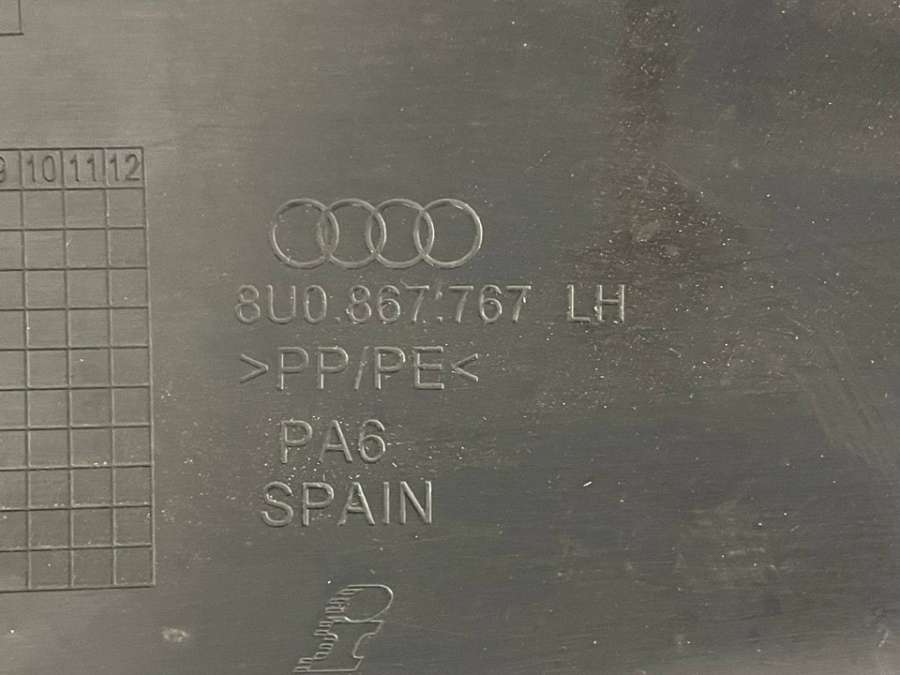 9 10 11 12
8U0.867.767 LH
>PP/PE<
PA6
SPAIN